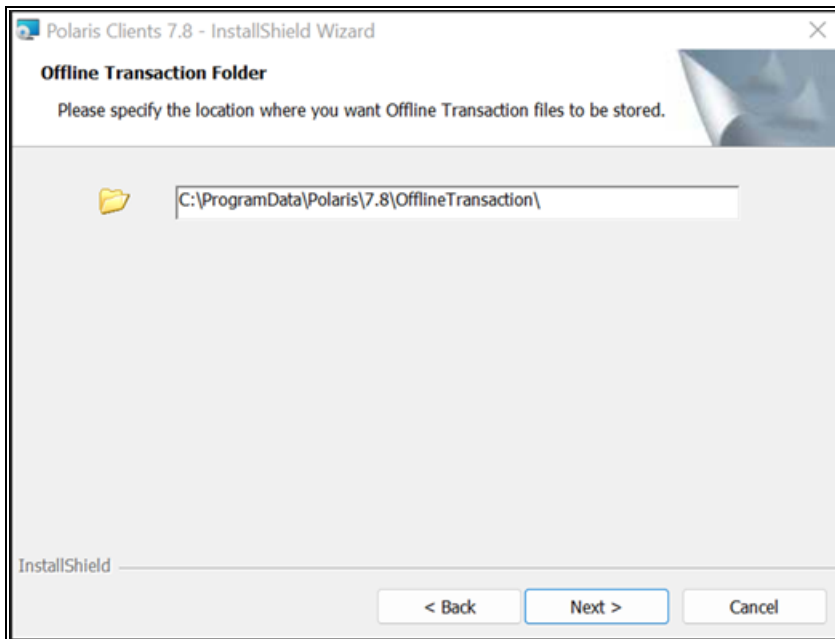 Polaris Clients 7.8 - InstallShield Wizard
Offline Transaction Folder
Please specify the location where you want Offline Transaction files to be stored.
C:\ProgramData\Polaris\7.8\OfflineTransaction\
InstallShield
< Back
Next >
Cancel